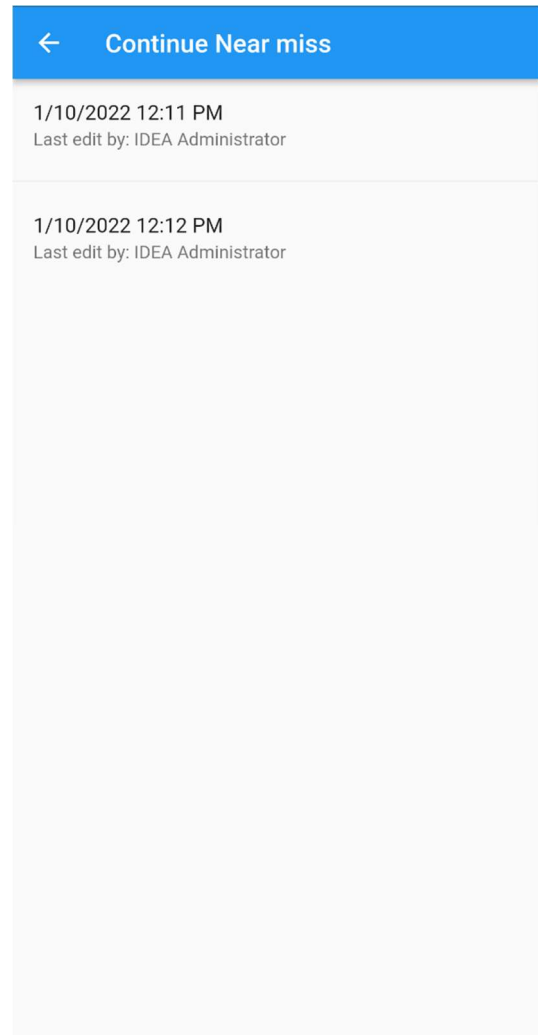 Continue Near miss
1/10/2022 12:11 PM
Last edit by: IDEA Administrator
1/10/2022 12:12 PM
Last edit by: IDEA Administrator